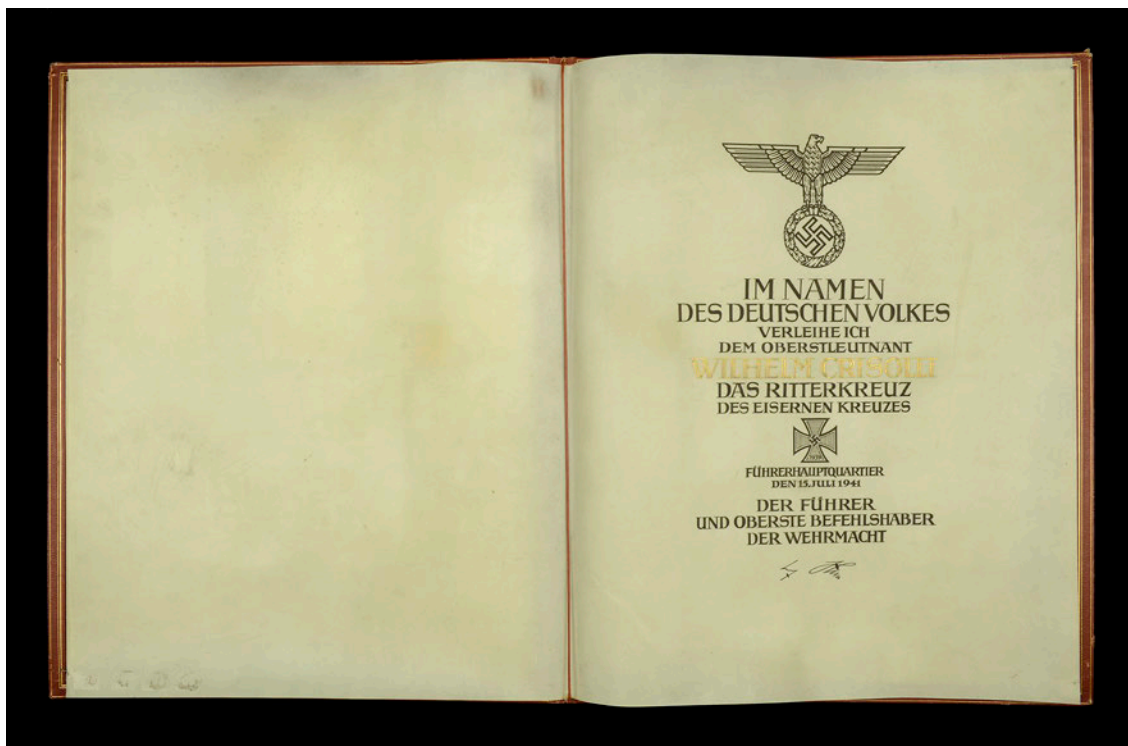 IM NAMEN
DES DEUTSCHEN VOLKES
VERLEIHE ICH
DEM OBERSTLEUTNANT
WILHELM CRISOLLI
DAS RITTERKREUZ
DES EISERNEN KREUZES
FÜHRERHAUPTQUARTIER
DEN 15. JULI 1941
DER FÜHRER
UND OBERSTE BEFEHLSHABER
DER WEHRMACHT